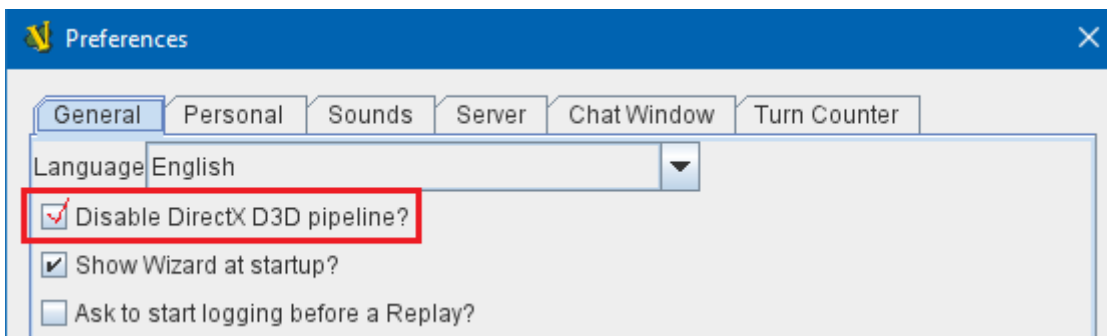 Preferences
General Personal Sounds Server Chat Window Turn Counter
Language English
Disable DirectX D3D pipeline?
Show Wizard at startup?
Ask to start logging before a Replay?